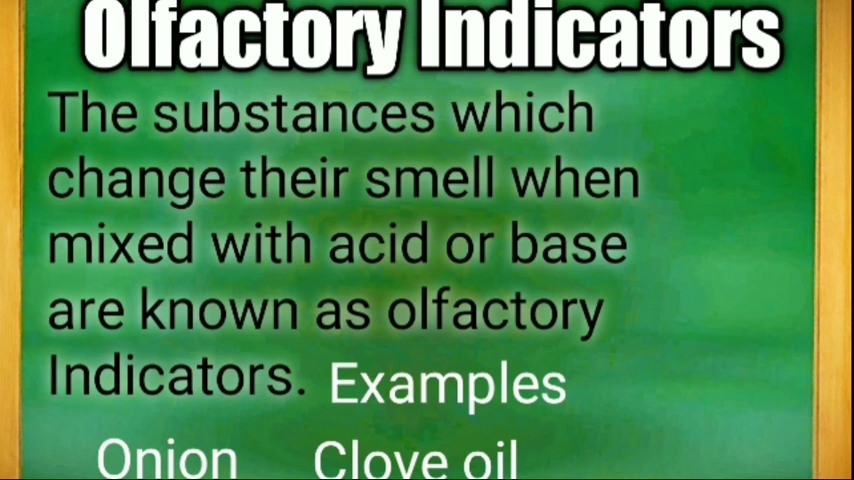 Olfactory Indicators
The substances which
change their smell when
mixed with acid or base
are known as olfactory
Indicators. Examples
Onion Clove oil